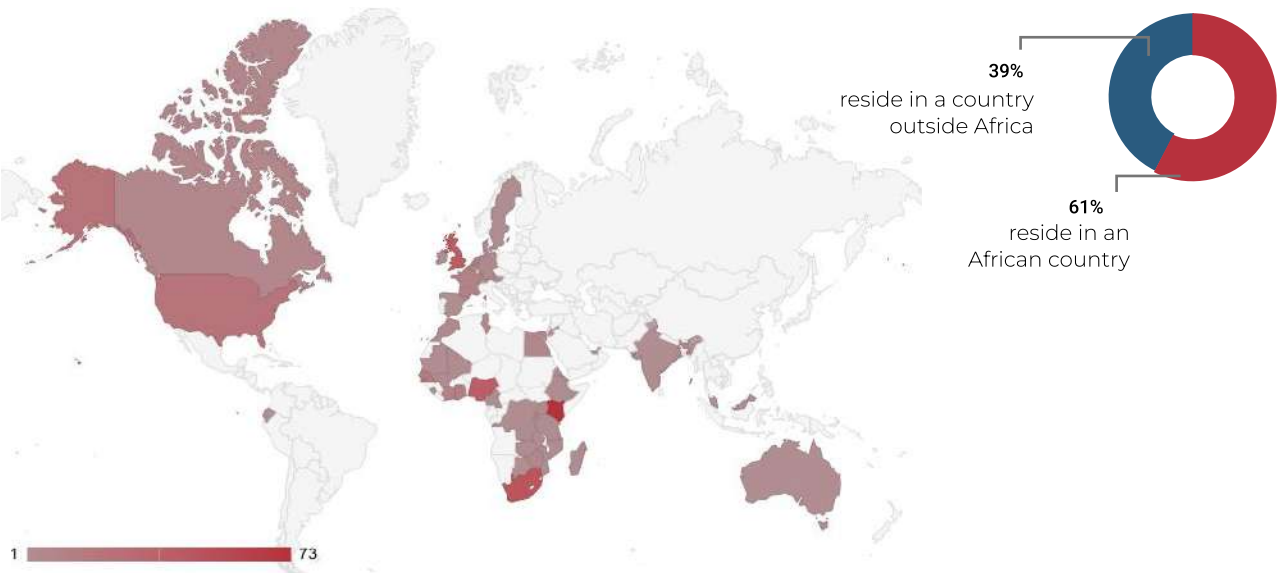 39%
reside in a country
outside Africa
61%
reside in an
African country
1
73